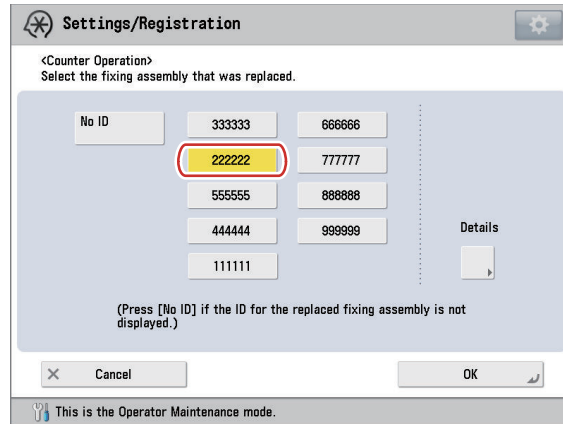 Settings/Registration
<Counter Operation>
Select the fixing assembly that was replaced.
No ID
333333
666666
222222
777777
555555
888888
444444
999999
111111
Details
(Press [No ID] if the ID for the replaced fixing assembly is not
displayed.)
Cancel
OK
This is the Operator Maintenance mode.